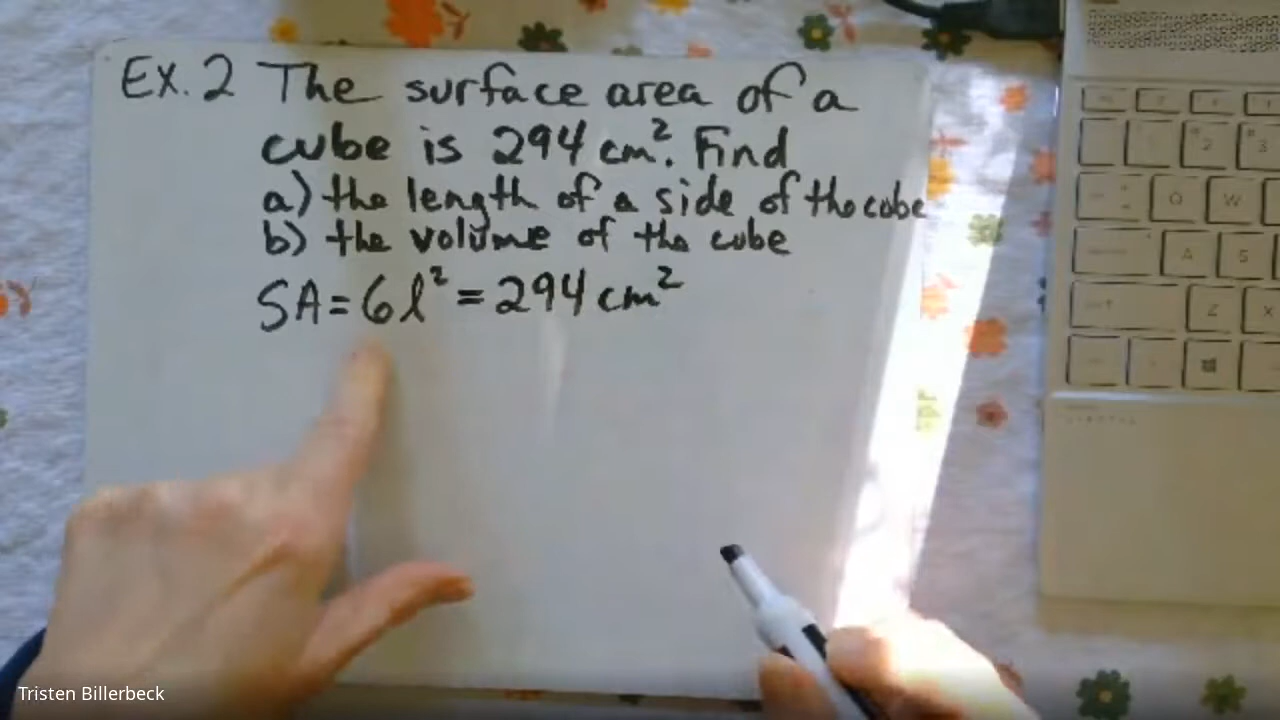 Ex. 2 The surface area of a
cube is 294 cm². Find
a) the length of a side of the cube
b) the volume of the cube
SA = 6l² = 294 cm²
Q W
A S
Z X
Tristen Billerbeck